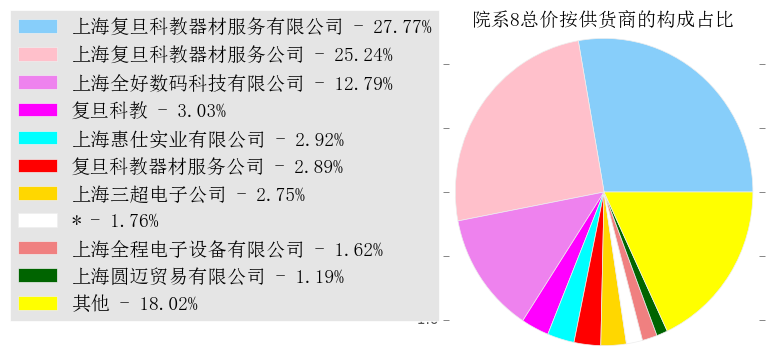 院系8总价按供货商的构成占比
上海复旦科教器材服务有限公司 - 27.77%
上海复旦科教器材服务公司 - 25.24%
上海全好数码科技有限公司 - 12.79%
复旦科教 - 3.03%
上海惠仕实业有限公司 - 2.92%
复旦科教器材服务公司 - 2.89%
上海三超电子公司 - 2.75%
* - 1.76%
上海全程电子设备有限公司 - 1.62%
上海圆迈贸易有限公司 - 1.19%
其他 - 18.02%